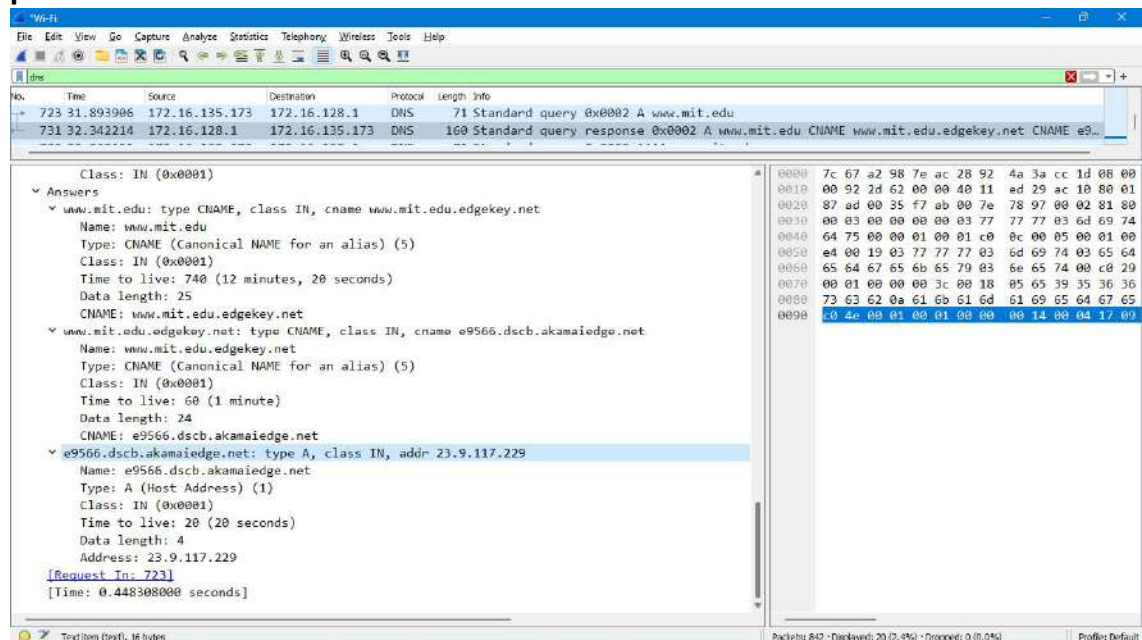 *Wi-Fi
File Edit View Go Capture Analyze Statistics Telephony Wireless Tools Help
dns
No. Time Source Destination Protocol Length Info
723 31.893906 172.16.135.173 172.16.128.1 DNS 71 Standard query 0x0002 A www.mit.edu
731 32.342214 172.16.128.1 172.16.135.173 DNS 160 Standard query response 0x0002 A www.mit.edu CNAME www.mit.edu.edgekey.net CNAME e9…
Class: IN (0x0001)
Answers
www.mit.edu: type CNAME, class IN, cname www.mit.edu.edgekey.net
Name: www.mit.edu
Type: CNAME (Canonical NAME for an alias) (5)
Class: IN (0x0001)
Time to live: 740 (12 minutes, 20 seconds)
Data length: 25
CNAME: www.mit.edu.edgekey.net
www.mit.edu.edgekey.net: type CNAME, class IN, cname e9566.dscb.akamaiedge.net
Name: www.mit.edu.edgekey.net
Type: CNAME (Canonical NAME for an alias) (5)
Class: IN (0x0001)
Time to live: 60 (1 minute)
Data length: 24
CNAME: e9566.dscb.akamaiedge.net
e9566.dscb.akamaiedge.net: type A, class IN, addr 23.9.117.229
Name: e9566.dscb.akamaiedge.net
Type: A (Host Address) (1)
Class: IN (0x0001)
Time to live: 20 (20 seconds)
Data length: 4
Address: 23.9.117.229
[Request In: 723]
[Time: 0.448308000 seconds]
0000 7c 67 a2 98 7e ac 28 92 4a 3a cc 1d 08 00
0010 00 92 2d 62 00 00 40 11 ed 29 ac 10 80 01
0020 87 ad 00 35 f7 ab 00 7e 78 97 00 02 81 80
0030 00 03 00 00 00 00 03 77 77 77 03 6d 69 74
0040 64 75 00 00 01 00 01 c0 0c 00 05 00 01 00
0050 e4 00 19 03 77 77 77 03 6d 69 74 03 65 64
0060 65 64 67 65 6b 65 79 03 6e 65 74 00 c0 29
0070 00 01 00 00 00 3c 00 18 05 65 39 35 36 36
0080 73 63 62 0a 61 6b 61 6d 61 69 65 64 67 65
0090 c0 4e 00 01 00 01 00 00 00 14 00 04 17 09
Text item (text), 16 bytes
Packets: 842 · Displayed: 20 (2.4%) · Dropped: 0 (0.0%)
Profile: Default